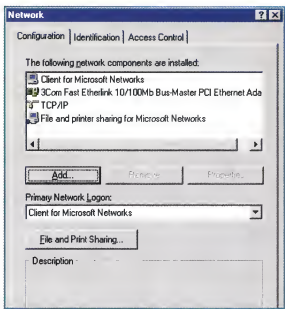 Network
Configuration Identification Access Control
The following network components are installed:
Client for Microsoft Networks
3Com Fast Etherlink 10/100Mb Bus-Master PCI Ethernet Ada
TCP/IP
File and printer sharing for Microsoft Networks
Add... Remove Properties
Primary Network Logon:
Client for Microsoft Networks
File and Print Sharing...
Description